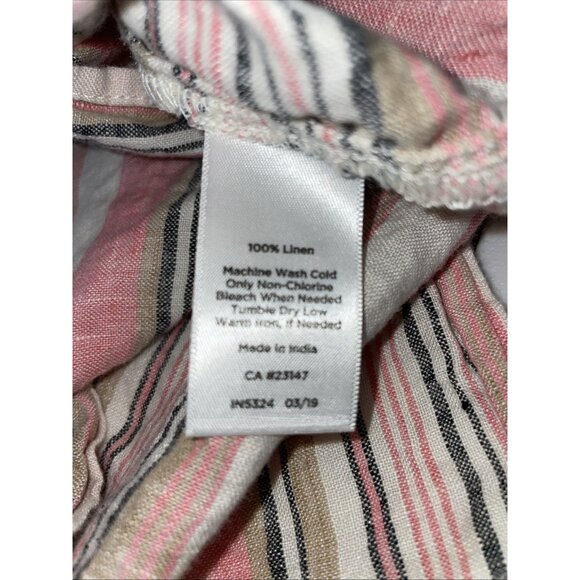 100% Linen
Machine Wash Cold
Only Non-Chlorine
Bleach When Needed
Tumble Dry Low
Warm Iron, If Needed
Made in India
CA #23147
IN5324 03/19